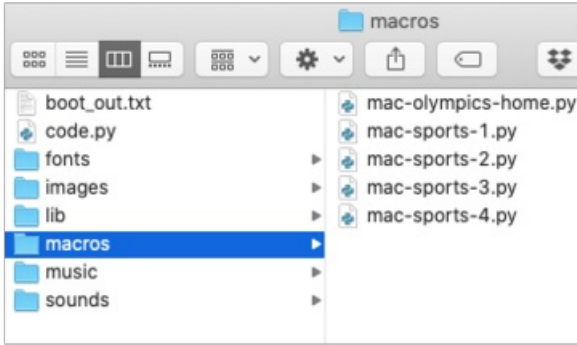 macros
boot_out.txt
code.py
fonts
images
lib
macros
music
sounds
mac-olympics-home.py
mac-sports-1.py
mac-sports-2.py
mac-sports-3.py
mac-sports-4.py